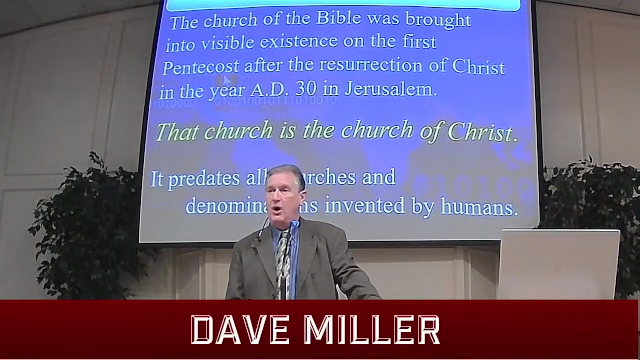 The church of the Bible was brought
into visible existence on the first
Pentecost after the resurrection of Christ
in the year A.D. 30 in Jerusalem.
That church is the church of Christ.
It predates all and
invented by humans.
DAVE MILLER